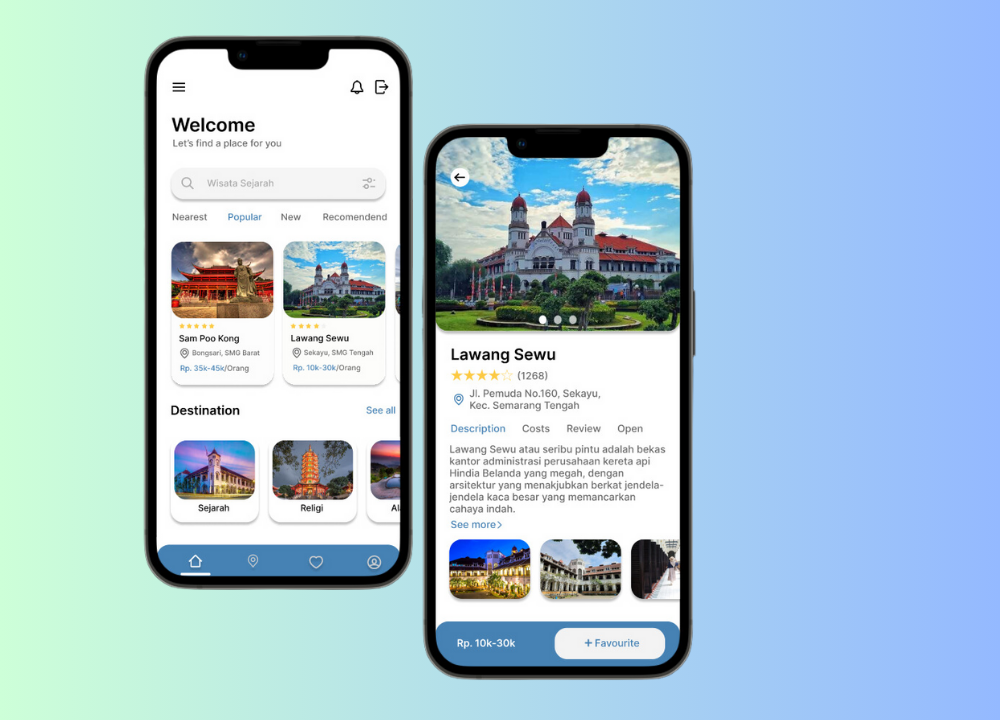 Welcome
Let's find a place for you
Wisata Sejarah
Nearest Popular New Recomendend
Sam Poo Kong
Bongsari, SMG Barat
Rp. 35k-45k/Orang
Lawang Sewu
Sekayu, SMG Tengah
Rp. 10k-30k/Orang
Destination See all
Sejarah
Religi
Al
Lawang Sewu
(1268)
Jl. Pemuda No.160, Sekayu,
Kec. Semarang Tengah
Description Costs Review Open
Lawang Sewu atau seribu pintu adalah bekas
kantor administrasi perusahaan kereta api
Hindia Belanda yang megah, dengan
arsitektur yang menakjubkan berkat jendela-
jendela kaca besar yang memancarkan
cahaya indah.
See more>
Rp. 10k-30k
+ Favourite